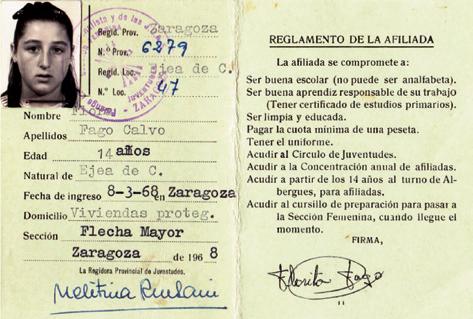 Regid. Prov. Zaragoza
N.º Prov. 6279
Regid. Loc. Ejea de C.
N.º Loc. 47
Nombre
Apellidos Fago Calvo
Edad 14 años
Natural de Ejea de C.
Fecha de ingreso 8-3-68 en Zaragoza
Domicilio Viviendas proteg.
Sección Flecha Mayor
Zaragoza de 1968
La Regidora Provincial de Juventudes,
REGLAMENTO DE LA AFILIADA
La afiliada se compromete a:
Ser buena escolar (no puede ser analfabeta).
Ser buena aprendiz responsable de su trabajo
(Tener certificado de estudios primarios).
Ser limpia y educada.
Pagar la cuota mínima de una peseta.
Tener el uniforme.
Acudir al Círculo de Juventudes.
Acudir a la Concentración anual de afiliadas.
Acudir a partir de los 14 años al turno de Al-
bergues, para afiliadas.
Acudir al cursillo de preparación para pasar a
la Sección Femenina, cuando llegue el
momento.
FIRMA,
Florita Fago